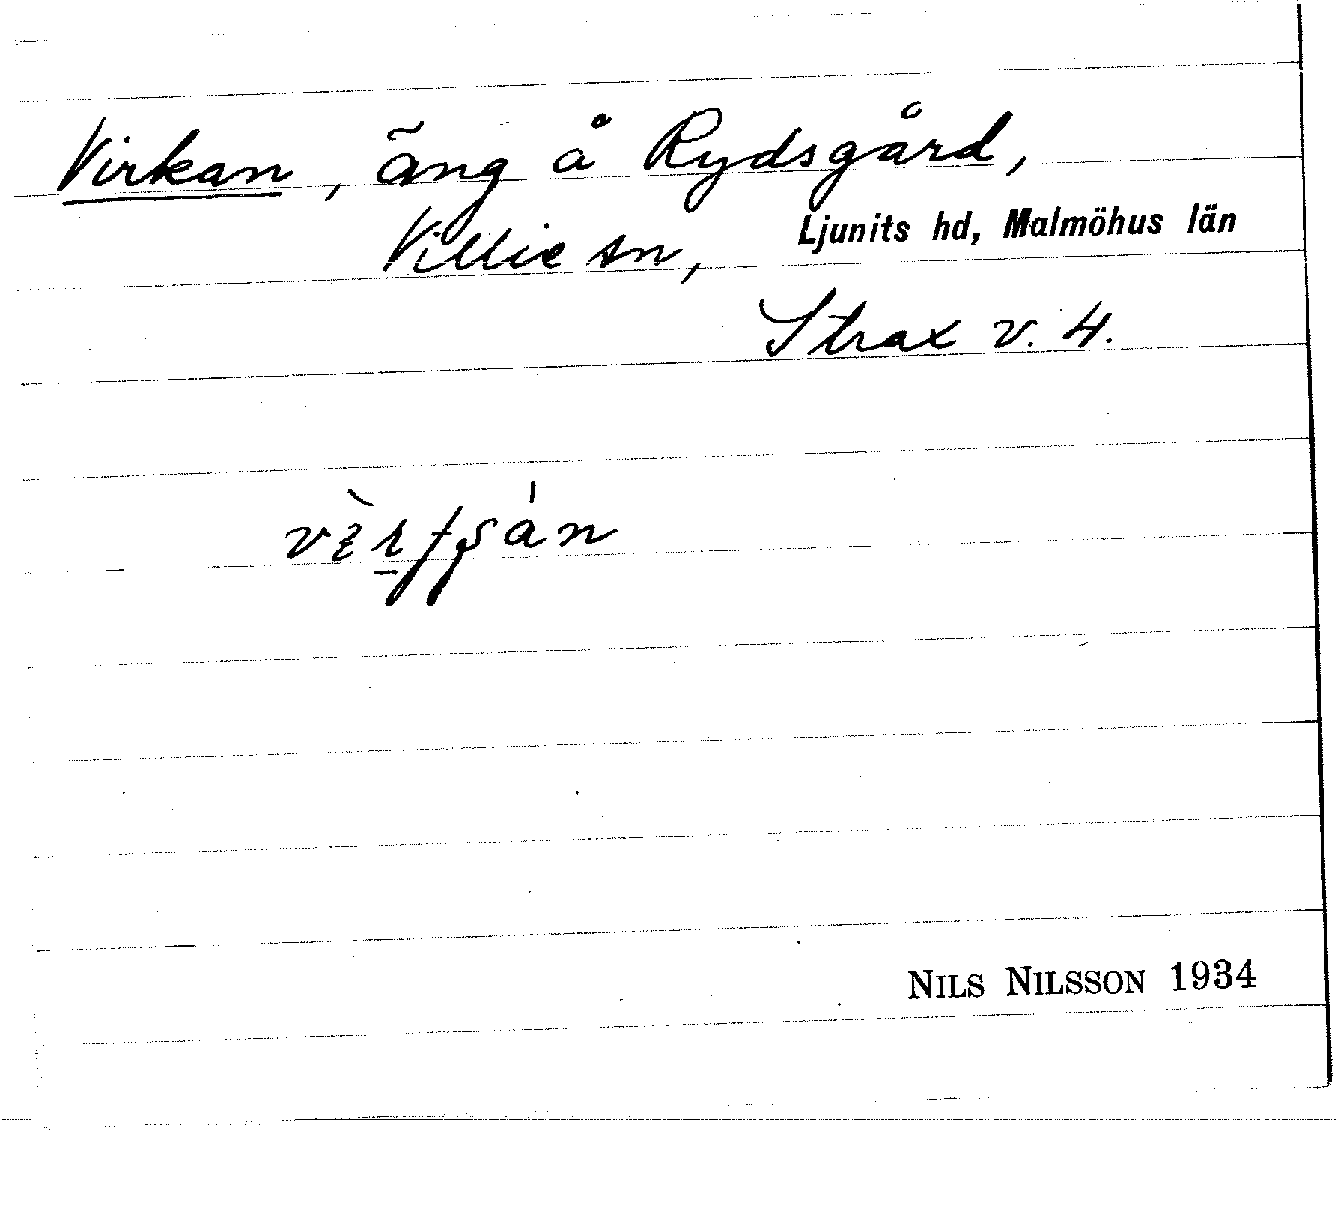 Virkan, äng å Rydsgård,
Villie sn, Ljunits hd, Malmöhus län
Strax v. 4.
NILS NILSSON 1934